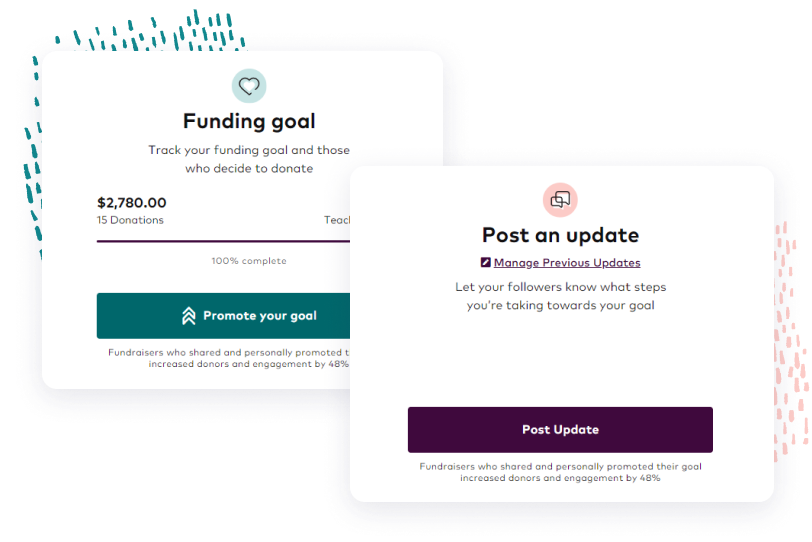 Funding goal
Track your funding goal and those
who decide to donate
$2,780.00
15 Donations
100% complete
Promote your goal
Fundraisers who shared and personally promoted
increased donors and engagement by 48%
Post an update
Manage Previous Updates
Let your followers know what steps
you're taking towards your goal
Post Update
Fundraisers who shared and personally promoted their goal
increased donors and engagement by 48%